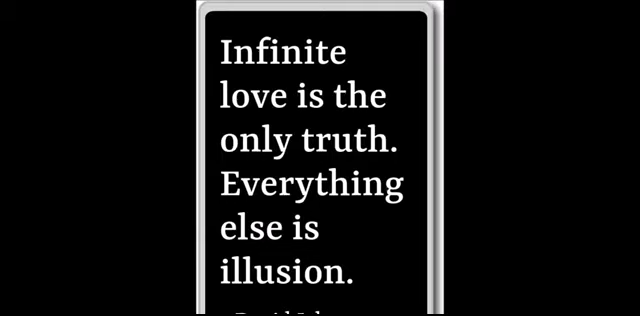 Infinite
love is the
only truth.
Everything
else is
illusion.